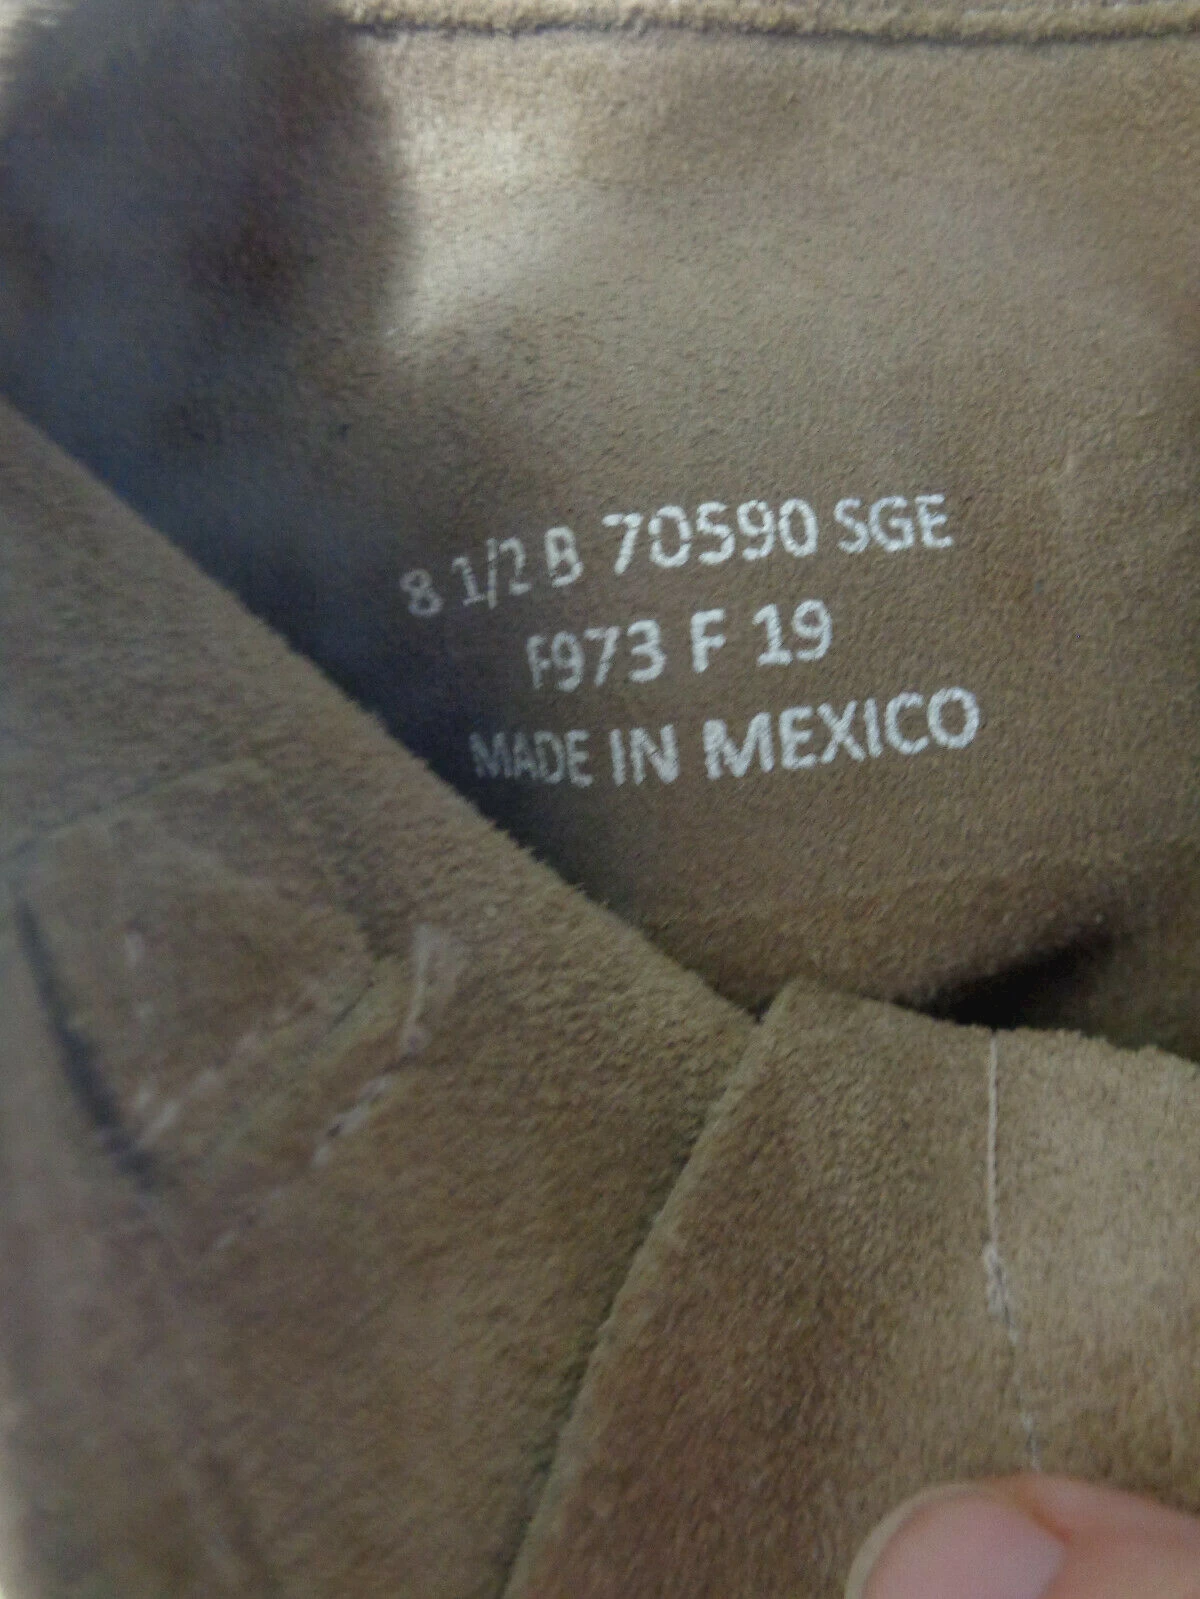 8 1/2 B 70590 SGE
F973 F 19
MADE IN MEXICO